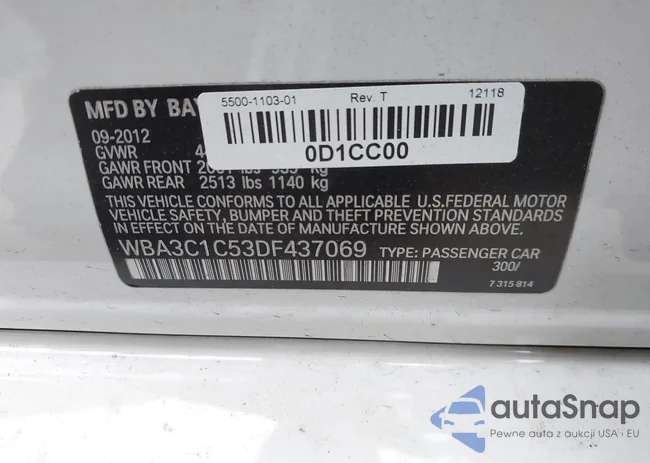 MFD BY BAY
5500-1103-01 Rev. T 12118
0D1CC00
09-2012
GVWR
GAWR FRONT lbs kg
GAWR REAR 2513 lbs 1140 kg
THIS VEHICLE CONFORMS TO ALL APPLICABLE U.S.FEDERAL MOTOR
VEHICLE SAFETY, BUMPER AND THEFT PREVENTION STANDARDS IN
EFFECT ON THE DATE OF MANUFACTURE SHOWN ABOVE.
WBA3C1C53DF437069 TYPE: PASSENGER CAR
300/
7 315 814
autoSnap
Pewne auta z aukcji USA i EU